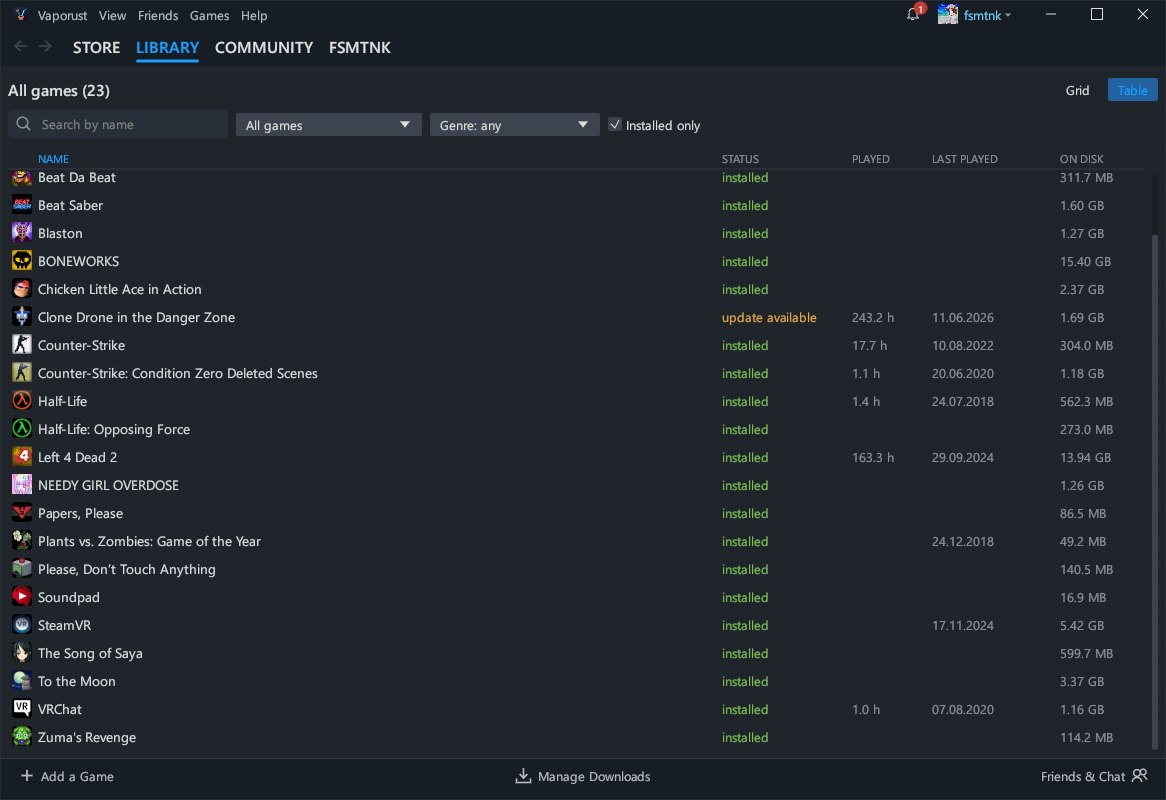 Vaporust View Friends Games Help 1 fsmtnk
STORE LIBRARY COMMUNITY FSMTNK
All games (23) Grid Table
Search by name All games Genre: any Installed only
NAME STATUS PLAYED LAST PLAYED ON DISK
Beat Da Beat installed 311.7 MB
BEAT SABER Beat Saber installed 1.60 GB
Blaston installed 1.27 GB
BONEWORKS installed 15.40 GB
Chicken Little Ace in Action installed 2.37 GB
Clone Drone in the Danger Zone update available 243.2 h 11.06.2026 1.69 GB
Counter-Strike installed 17.7 h 10.08.2022 304.0 MB
Counter-Strike: Condition Zero Deleted Scenes installed 1.1 h 20.06.2020 1.18 GB
Half-Life installed 1.4 h 24.07.2018 562.3 MB
Half-Life: Opposing Force installed 273.0 MB
4 Left 4 Dead 2 installed 163.3 h 29.09.2024 13.94 GB
NEEDY GIRL OVERDOSE installed 1.26 GB
Papers, Please installed 86.5 MB
Plants vs. Zombies: Game of the Year installed 24.12.2018 49.2 MB
Please, Don’t Touch Anything installed 140.5 MB
Soundpad installed 16.9 MB
VR SteamVR installed 17.11.2024 5.42 GB
The Song of Saya installed 599.7 MB
To the Moon installed 3.37 GB
VR VRChat installed 1.0 h 07.08.2020 1.16 GB
Zuma's Revenge installed 114.2 MB
Add a Game Manage Downloads Friends & Chat